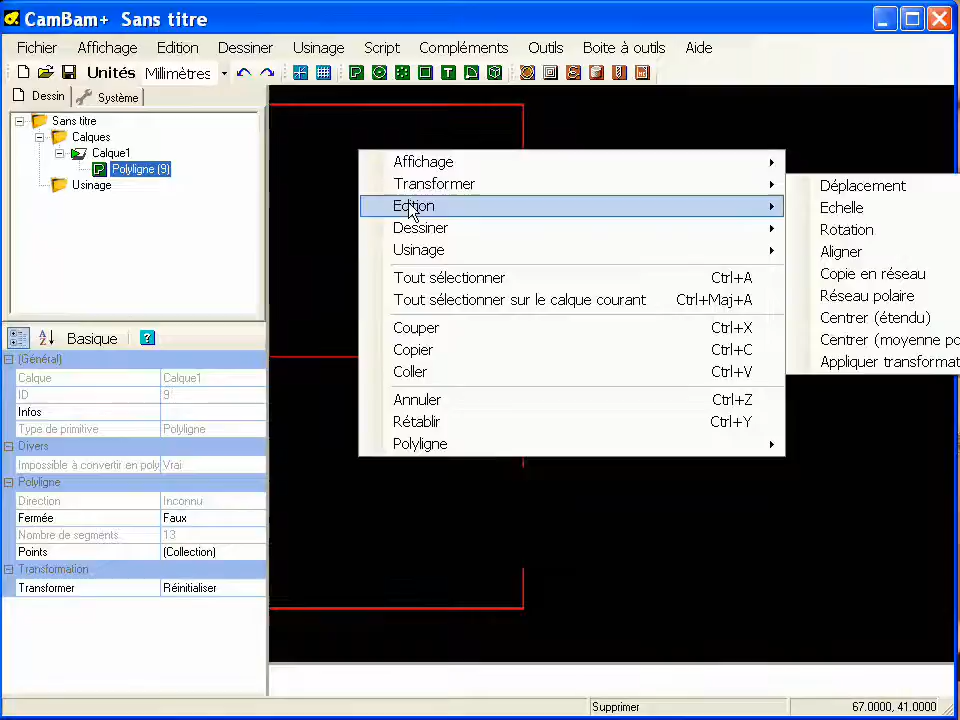 CamBam+ Sans titre
Fichier Affichage Edition Dessiner Usinage Script Compléments Outils Boite à outils Aide
Unités Millimètres
Dessin Système
Sans titre
Calques
Calque1
Polyligne (9)
Usinage
Affichage
Transformer
Edition
Dessiner
Usinage
Tout sélectionner Ctrl+A
Tout sélectionner sur le calque courant Ctrl+Maj+A
Couper Ctrl+X
Copier Ctrl+C
Coller Ctrl+V
Annuler Ctrl+Z
Rétablir Ctrl+Y
Polyligne
Déplacement
Echelle
Rotation
Aligner
Copie en réseau
Réseau polaire
Centrer (étendu)
Centrer (moyenne po
Appliquer transformat
Basique
(Général)
Calque Calque1
ID 9
Infos
Type de primitive Polyligne
Divers
Impossible à convertir en poly Vrai
Polyligne
Direction Inconnu
Fermée Faux
Nombre de segments 13
Points (Collection)
Transformation
Transformer Réinitialiser
Supprimer 67.0000, 41.0000